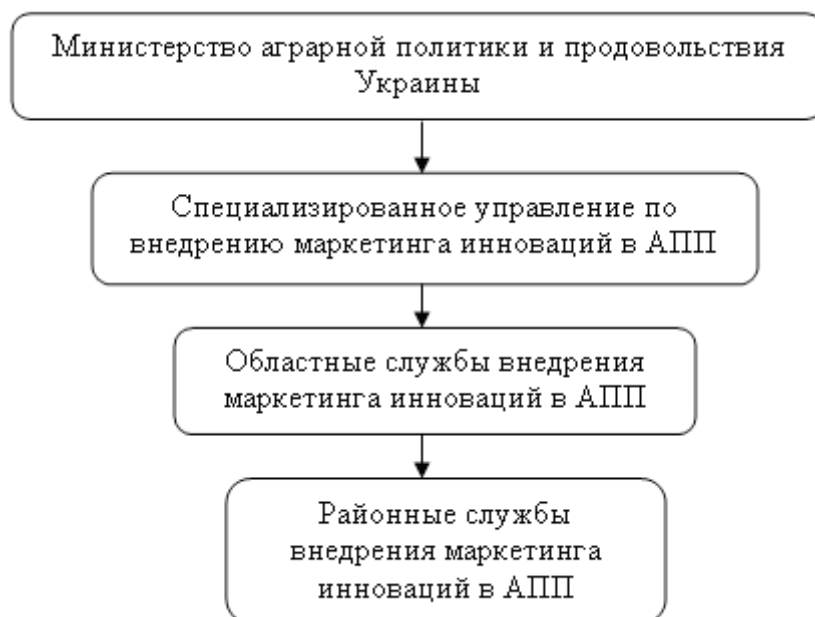 Министерство аграрной политики и продовольствия
Украины
Специализированное управление по
внедрению маркетинга инноваций в АПП
Областные службы внедрения
маркетинга инноваций в АПП
Районные службы
внедрения маркетинга
инноваций в АПП